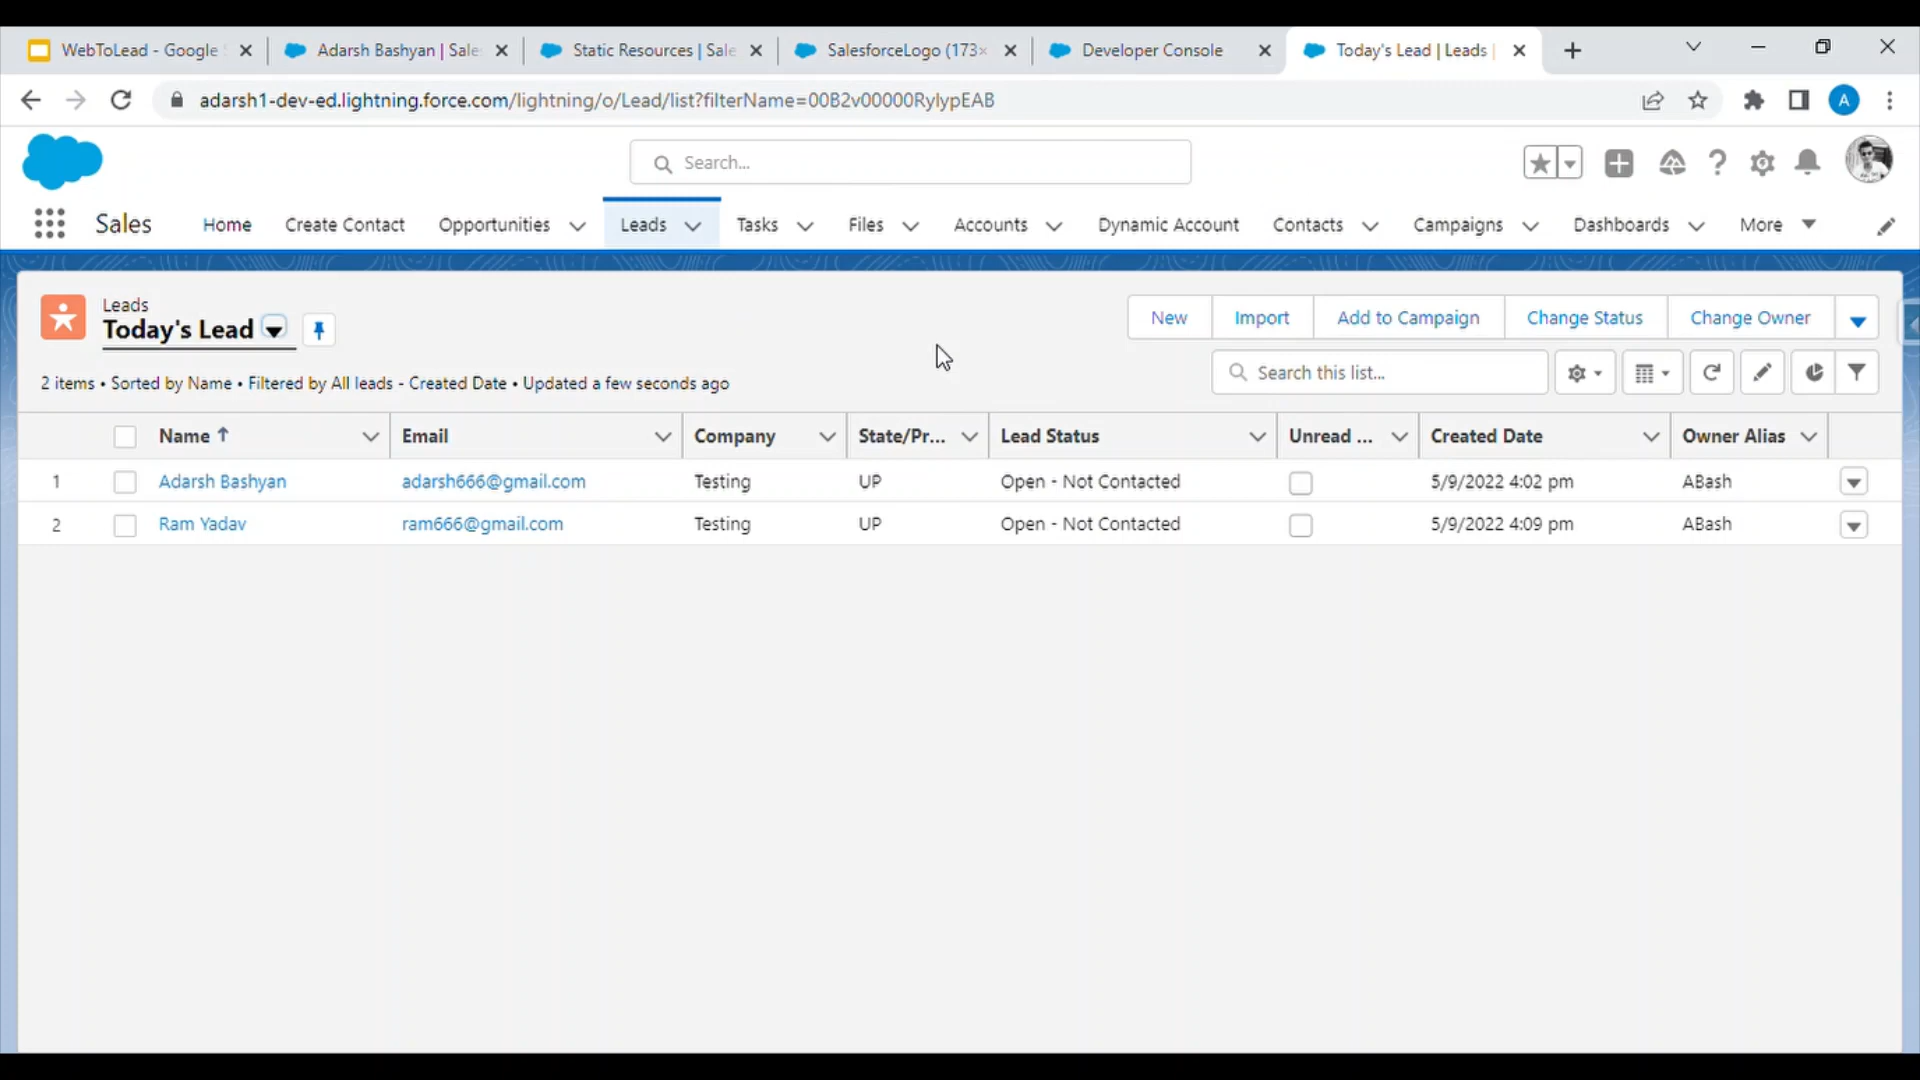 WebToLead - Google S
Adarsh Bashyan | Sale
Static Resources | Sale
SalesforceLogo (173×
Developer Console
Today's Lead | Leads |
adarsh1-dev-ed.lightning.force.com/lightning/o/Lead/list?filterName=00B2v00000RylypEAB
A
Search...
Sales
Home
Create Contact
Opportunities
Leads
Tasks
Files
Accounts
Dynamic Account
Contacts
Campaigns
Dashboards
More
Leads
Today's Lead
New
Import
Add to Campaign
Change Status
Change Owner
2 items • Sorted by Name • Filtered by All leads - Created Date • Updated a few seconds ago
Search this list...
Name Email Company State/Pr... Lead Status Unread ... Created Date Owner Alias
1 Adarsh Bashyan adarsh666@gmail.com Testing UP Open - Not Contacted 5/9/2022 4:02 pm ABash
2 Ram Yadav ram666@gmail.com Testing UP Open - Not Contacted 5/9/2022 4:09 pm ABash